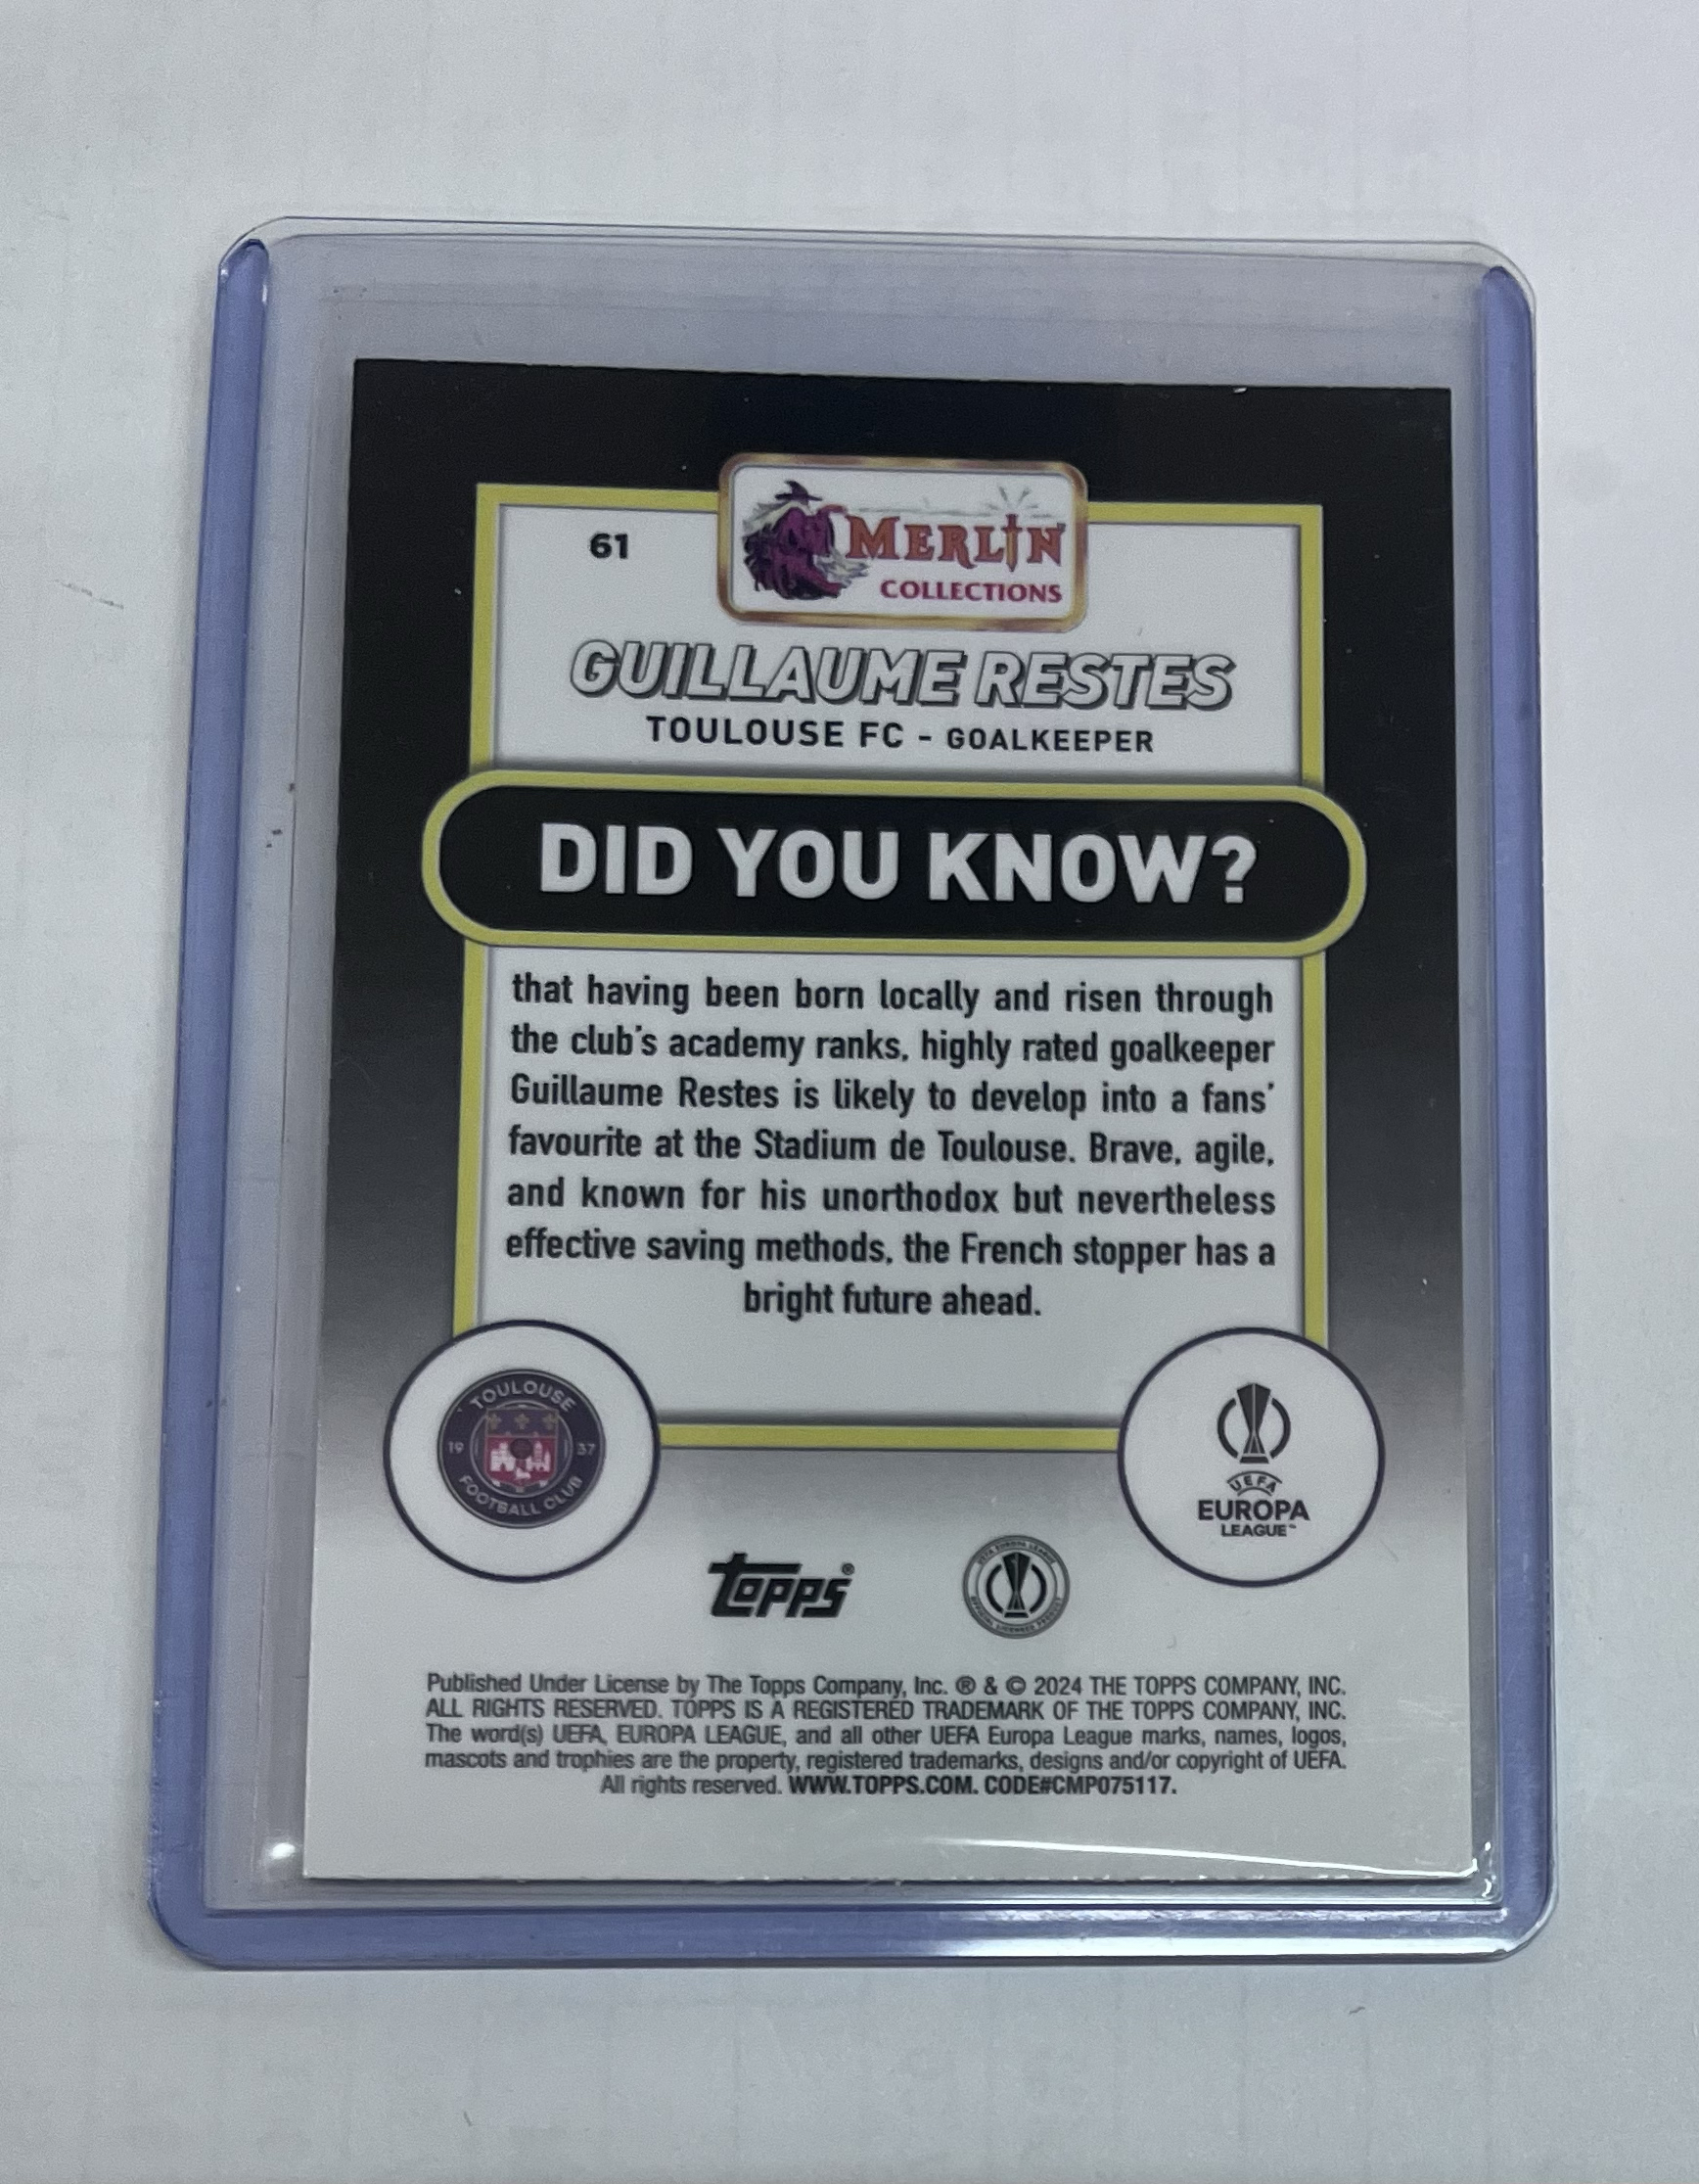 61
MERLIN
COLLECTIONS
GUILLAUME RESTES
TOULOUSE FC - GOALKEEPER
DID YOU KNOW?
that having been born locally and risen through
the club's academy ranks, highly rated goalkeeper
Guillaume Restes is likely to develop into a fans'
favourite at the Stadium de Toulouse. Brave, agile,
and known for his unorthodox but nevertheless
effective saving methods, the French stopper has a
bright future ahead.
TOULOUSE
19 37
FOOTBALL CLUB
UEFA
EUROPA
LEAGUE™
topps®
UEFA EUROPA LEAGUE
OFFICIAL LICENSED PRODUCT
Published Under License by The Topps Company, Inc. ® & © 2024 THE TOPPS COMPANY, INC.
ALL RIGHTS RESERVED. TOPPS IS A REGISTERED TRADEMARK OF THE TOPPS COMPANY, INC.
The word(s) UEFA, EUROPA LEAGUE, and all other UEFA Europa League marks, names, logos,
mascots and trophies are the property, registered trademarks, designs and/or copyright of UEFA.
All rights reserved. WWW.TOPPS.COM. CODE#CMP075117.